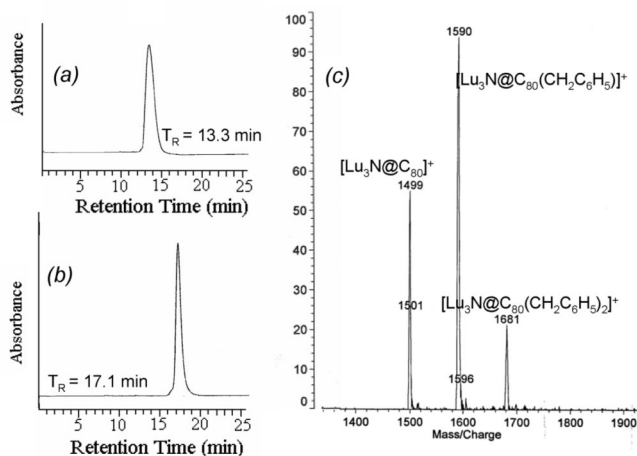 Absorbance
(a)
T_R = 13.3 min
5 10 15 20 25
Retention Time (min)
Absorbance
(b)
T_R = 17.1 min
5 10 15 20 25
Retention Time (min)
(c)
100
90
80
70
60
50
40
30
20
10
0
1590
[Lu₃N@C₈₀(CH₂C₆H₅)]⁺
[Lu₃N@C₈₀]⁺
1499
1501
[Lu₃N@C₈₀(CH₂C₆H₅)₂]⁺
1681
1596
1400 1500 1600 1700 1800 1900
Mass/Charge